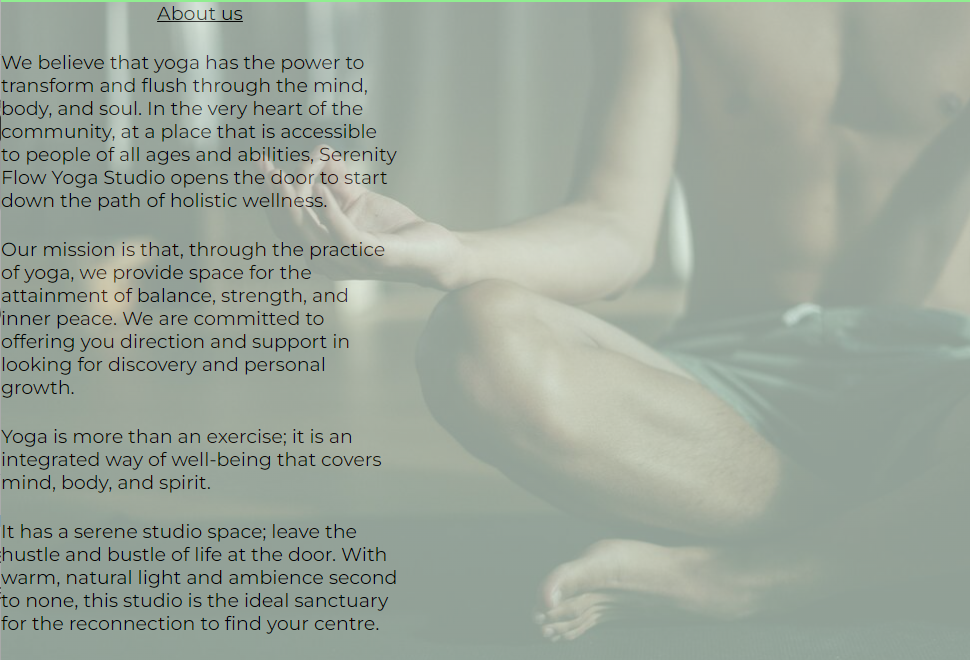 About us
We believe that yoga has the power to
transform and flush through the mind,
body, and soul. In the very heart of the
community, at a place that is accessible
to people of all ages and abilities, Serenity
Flow Yoga Studio opens the door to start
down the path of holistic wellness.
Our mission is that, through the practice
of yoga, we provide space for the
attainment of balance, strength, and
inner peace. We are committed to
offering you direction and support in
looking for discovery and personal
growth.
Yoga is more than an exercise; it is an
integrated way of well-being that covers
mind, body, and spirit.
It has a serene studio space; leave the
hustle and bustle of life at the door. With
warm, natural light and ambience second
to none, this studio is the ideal sanctuary
for the reconnection to find your centre.